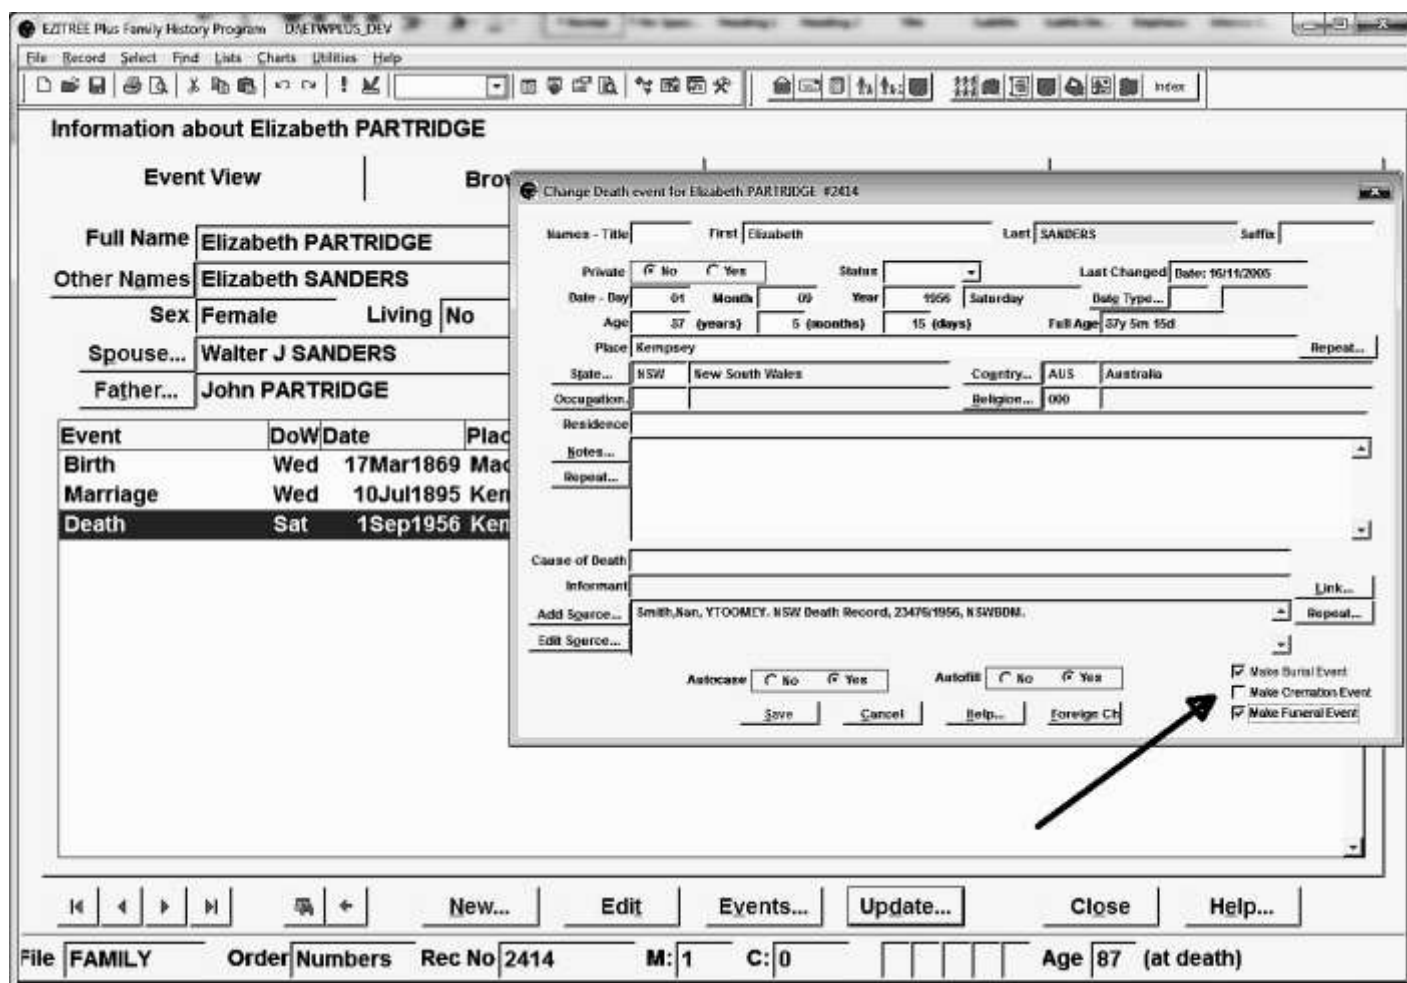 EZITREE Plus Family History Program D:\ETWPLUS_DEV
File Record Select Find Lists Charts Utilities Help
Index
Information about Elizabeth PARTRIDGE
Event View
Full Name Elizabeth PARTRIDGE
Other Names Elizabeth SANDERS
Sex Female Living No
Spouse... Walter J SANDERS
Father... John PARTRIDGE
Event DoW Date Plac
Birth Wed 17Mar1869 Mac
Marriage Wed 10Jul1895 Kem
Death Sat 1Sep1956 Kem
Change Death event for Elizabeth PARTRIDGE #2414
Names - Title First Elizabeth Last SANDERS Suffix
Private No Yes Status Last Changed Date: 16/11/2005
Date - Day 01 Month 09 Year 1956 Saturday Date Type...
Age 87 (years) 5 (months) 15 (days) Full Age 87y 5m 15d
Place Kempsey Repeat...
State... NSW New South Wales Country... AUS Australia
Occupation. Religion... 000
Residence
Notes...
Repeat...
Cause of Death
Informant Link...
Add Source... Smith,Nan, YTOOMEY. NSW Death Record, 23476/1956, NSWBDM. Repeat...
Edit Source...
Autocase No Yes Autofill No Yes
Make Burial Event
Make Cremation Event
Make Funeral Event
Save Cancel Help... Foreign Ch
New... Edit Events... Update... Close Help...
File FAMILY Order Numbers Rec No 2414 M: 1 C: 0 Age 87 (at death)